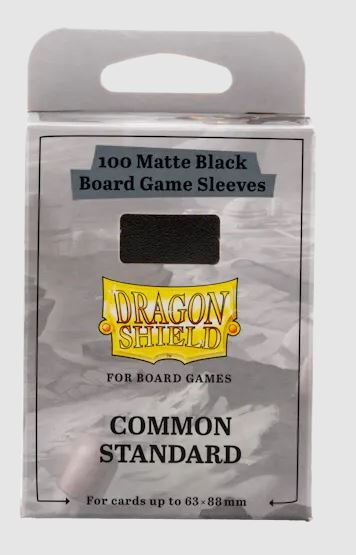 100 Matte Black
Board Game Sleeves
DRAGON
SHIELD
™
FOR BOARD GAMES
COMMON
STANDARD
For cards up to 63×88mm